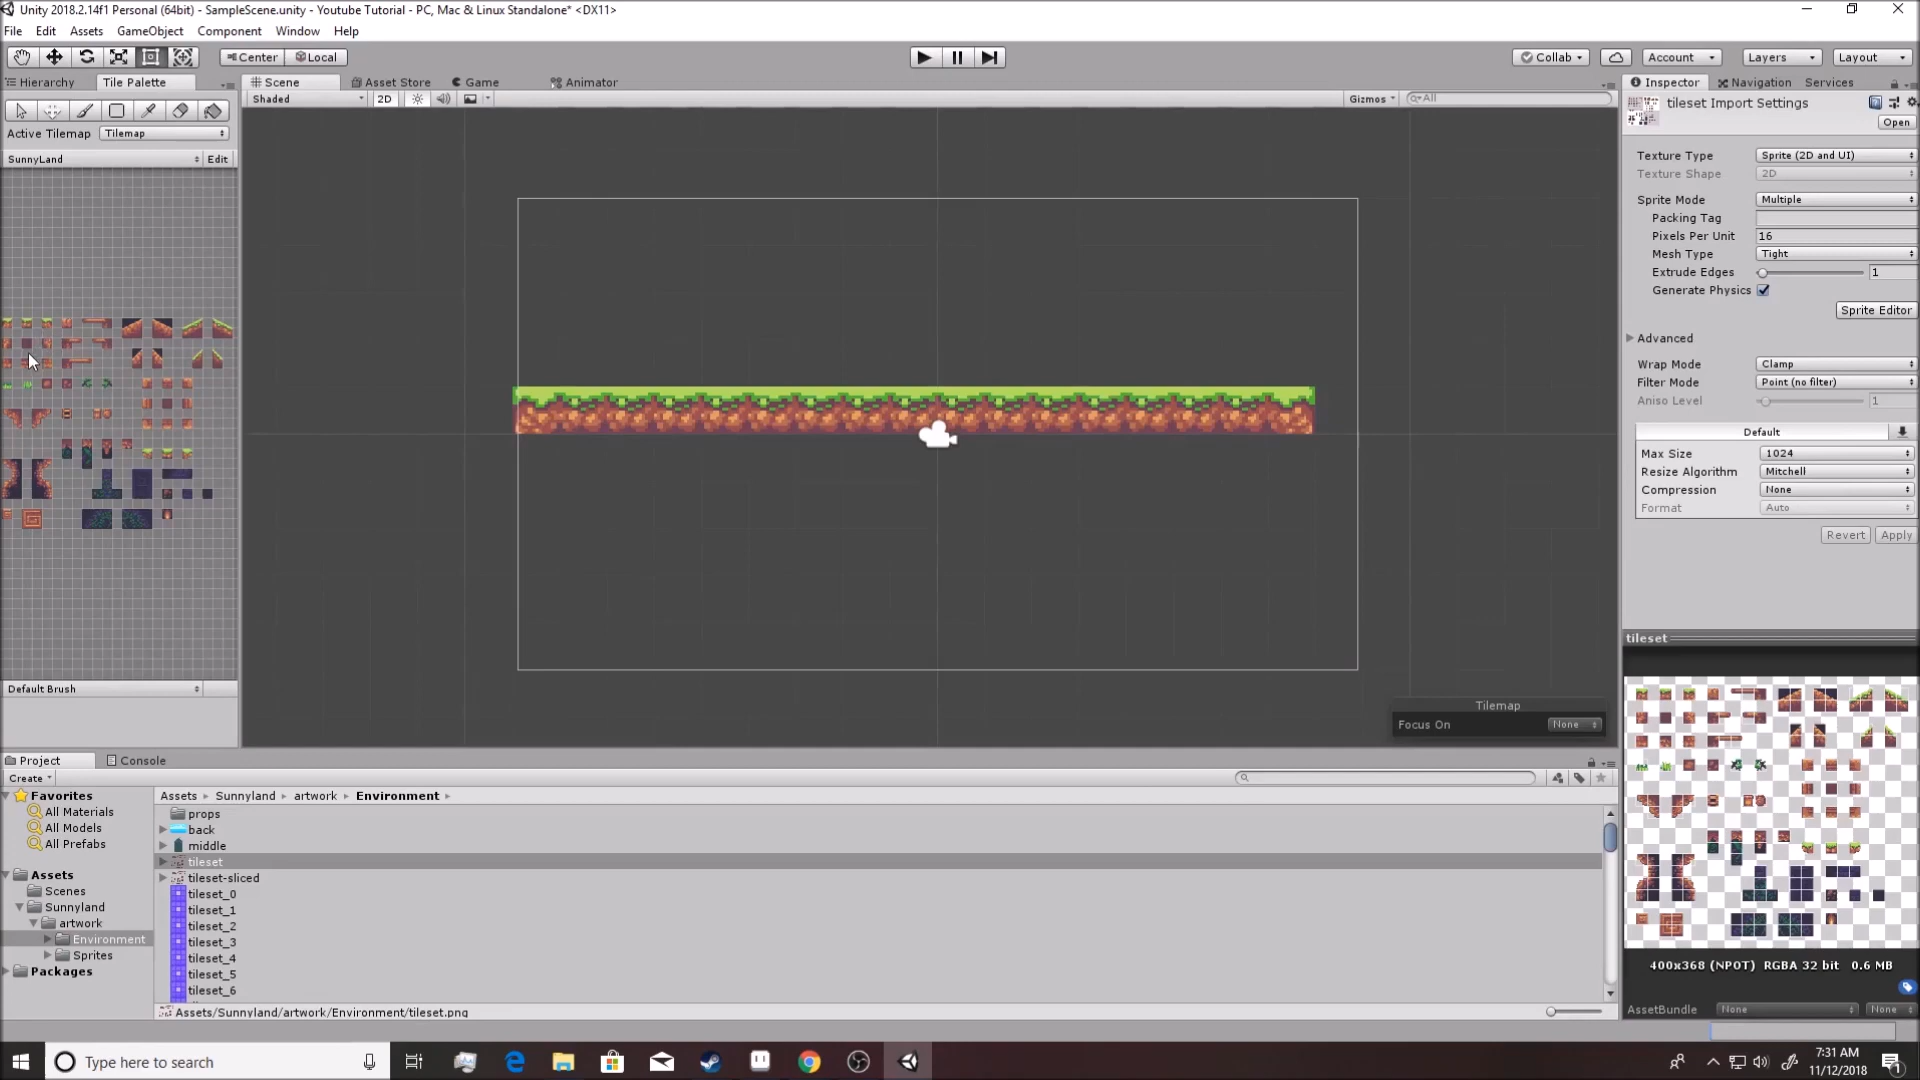 Unity 2018.2.14f1 Personal (64bit) - SampleScene.unity - Youtube Tutorial - PC, Mac & Linux Standalone* <DX11>
File Edit Assets GameObject Component Window Help
Center Local Collab Account Layers Layout
Hierarchy Tile Palette Scene Asset Store Game Animator Inspector Navigation Services
Shaded 2D Gizmos All
tileset Import Settings
Open
Active Tilemap Tilemap
SunnyLand Edit
Texture Type Sprite (2D and UI)
Texture Shape 2D
Sprite Mode Multiple
Packing Tag
Pixels Per Unit 16
Mesh Type Tight
Extrude Edges 1
Generate Physics
Sprite Editor
Advanced
Wrap Mode Clamp
Filter Mode Point (no filter)
Aniso Level 1
Default
Max Size 1024
Resize Algorithm Mitchell
Compression None
Format Auto
Revert Apply
Default Brush
Tilemap
Focus On None
tileset
Project Console
Create
Favorites
All Materials
All Models
All Prefabs
Assets
Scenes
Sunnyland
artwork
Environment
Sprites
Packages
Assets Sunnyland artwork Environment
props
back
middle
tileset
tileset-sliced
tileset_0
tileset_1
tileset_2
tileset_3
tileset_4
tileset_5
tileset_6
Assets/Sunnyland/artwork/Environment/tileset.png
400x368 (NPOT) RGBA 32 bit 0.6 MB
AssetBundle None None
Type here to search
7:31 AM
11/12/2018
1